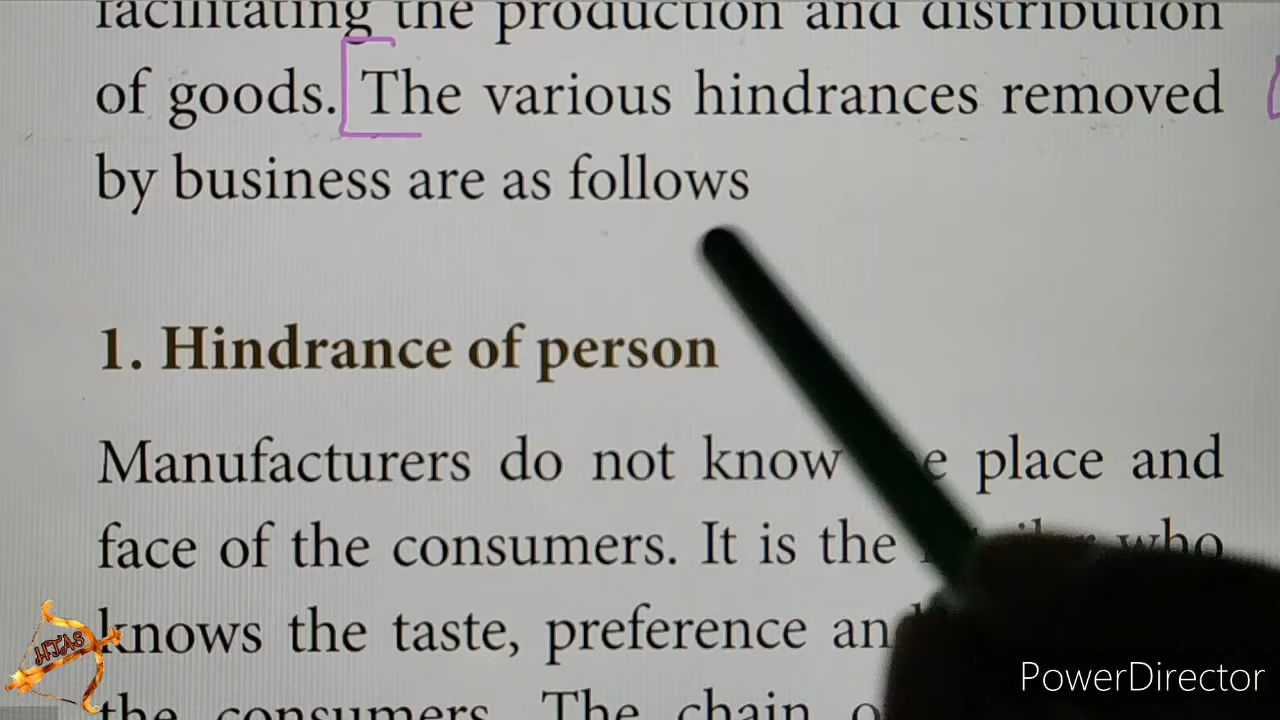 facilitating the production and distribution
of goods. The various hindrances removed
by business are as follows
1. Hindrance of person
Manufacturers do not know place and
face of the consumers. It is the who
knows the taste, preference
the consumers. The chain
HTAS
PowerDirector